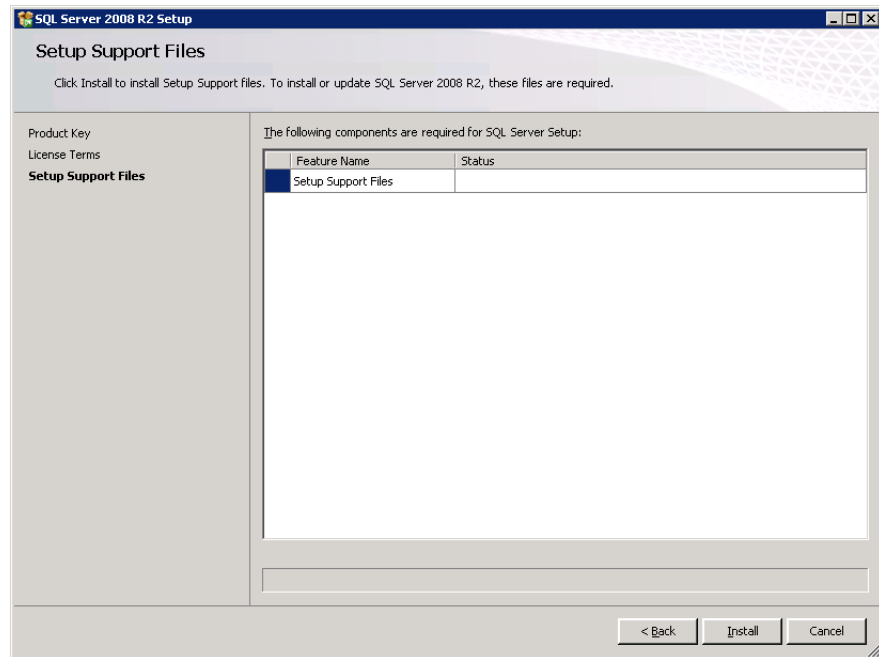 SQL Server 2008 R2 Setup
Setup Support Files
Click Install to install Setup Support files. To install or update SQL Server 2008 R2, these files are required.
Product Key
License Terms
Setup Support Files
The following components are required for SQL Server Setup:
Feature Name Status
Setup Support Files
< Back Install Cancel